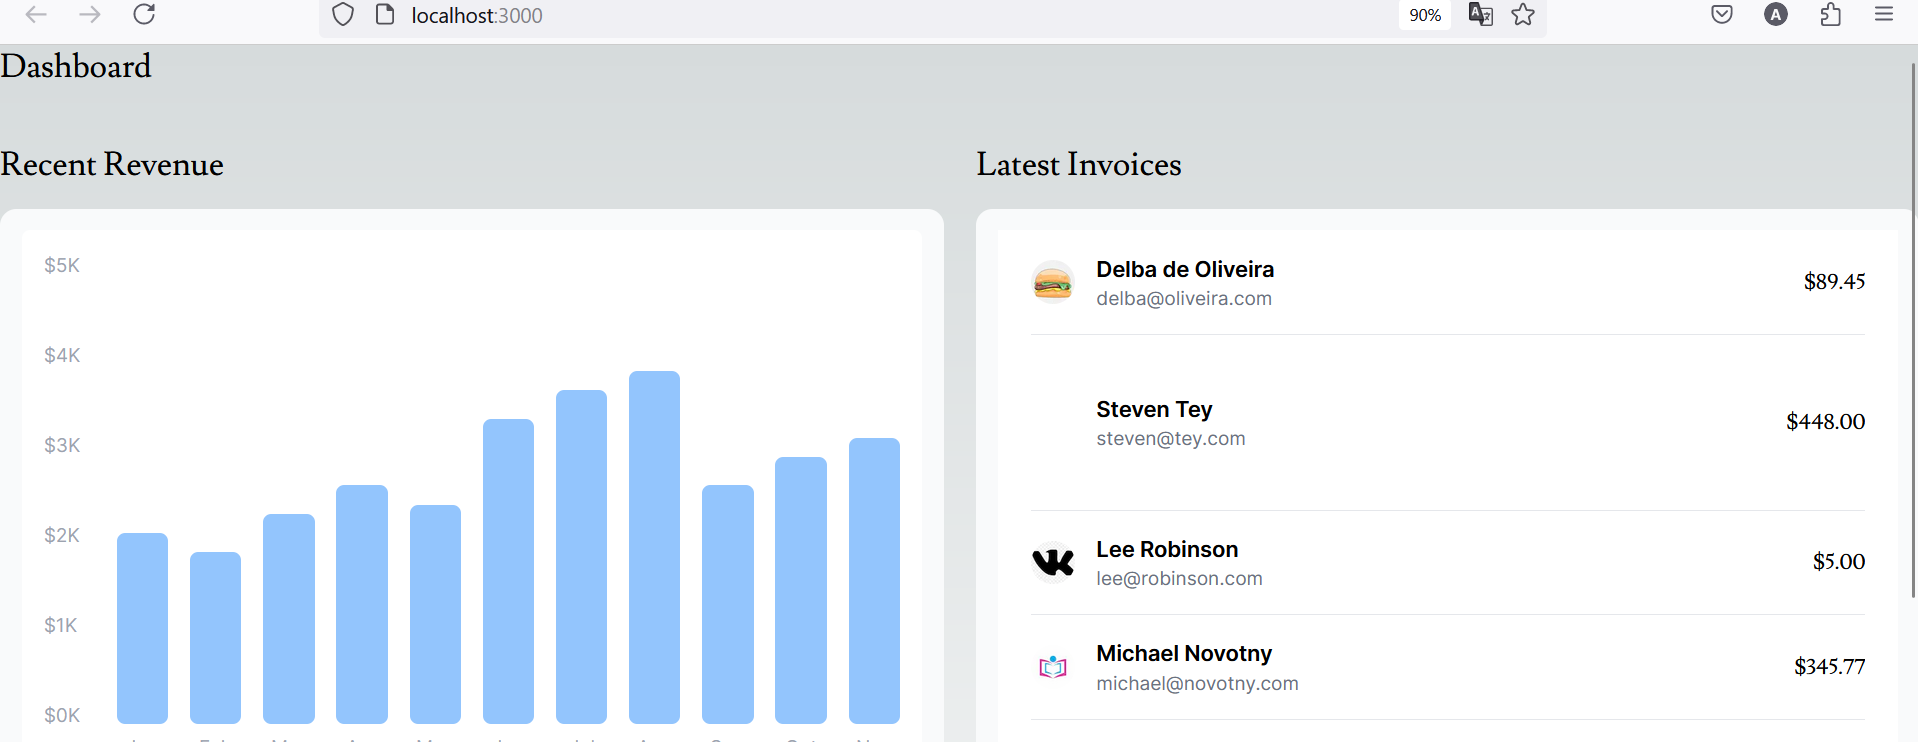 localhost:3000
90%
A
Dashboard
Recent Revenue
Latest Invoices
$5K
$4K
$3K
$2K
$1K
$0K
Delba de Oliveira
delba@oliveira.com
$89.45
Steven Tey
steven@tey.com
$448.00
Lee Robinson
lee@robinson.com
$5.00
Michael Novotny
michael@novotny.com
$345.77